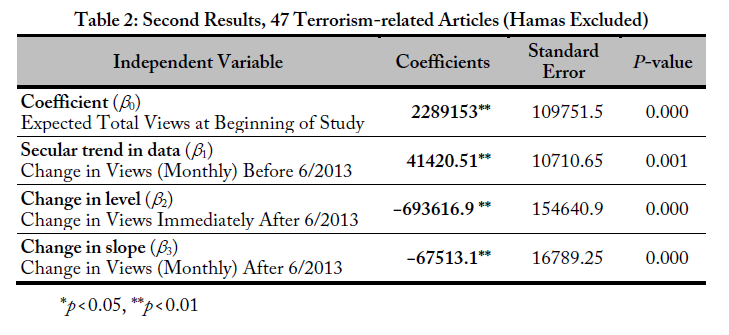 Table 2: Second Results, 47 Terrorism-related Articles (Hamas Excluded)
Independent Variable Coefficients Standard Error P-value
Coefficient (β0)
Expected Total Views at Beginning of Study 2289153** 109751.5 0.000
Secular trend in data (β1)
Change in Views (Monthly) Before 6/2013 41420.51** 10710.65 0.001
Change in level (β2)
Change in Views Immediately After 6/2013 −693616.9 ** 154640.9 0.000
Change in slope (β3)
Change in Views (Monthly) After 6/2013 −67513.1** 16789.25 0.000
*p<0.05, **p<0.01